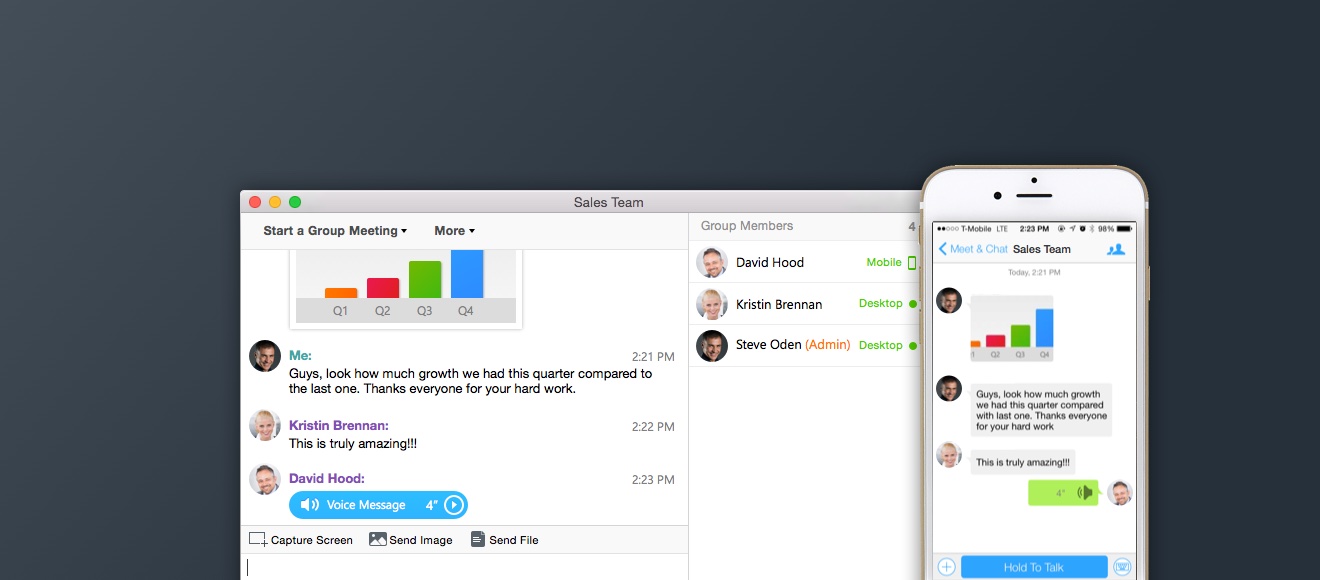 Sales Team
Start a Group Meeting
More
Q1 Q2 Q3 Q4
Me: 2:21 PM
Guys, look how much growth we had this quarter compared to
the last one. Thanks everyone for your hard work.
Kristin Brennan: 2:22 PM
This is truly amazing!!!
David Hood: 2:23 PM
Voice Message 4"
Capture Screen Send Image Send File
Group Members 4
David Hood Mobile
Kristin Brennan Desktop
Steve Oden (Admin) Desktop
T-Mobile LTE 2:23 PM 98%
Meet & Chat Sales Team
Today, 2:21 PM
1 Q2 Q3 Q4
Guys, look how much growth
we had this quarter compared
with last one. Thanks everyone
for your hard work
This is truly amazing!!!
4"
Hold To Talk